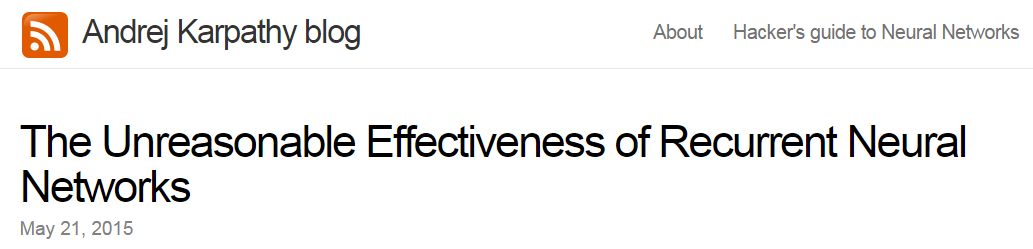 Andrej Karpathy blog
About
Hacker's guide to Neural Networks
The Unreasonable Effectiveness of Recurrent Neural
Networks
May 21, 2015